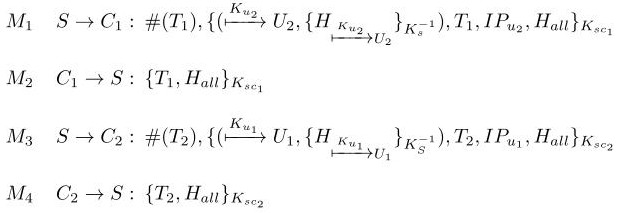 M₁ S → C₁ : #(T₁), {(⟼^{K_{u₂}} U₂, {H_{⟼^{K_{u₂}} U₂}}_{K_s^{-1}}), T₁, IP_{u₂}, H_{all}}_{K_{sc₁}}
M₂ C₁ → S : {T₁, H_{all}}_{K_{sc₁}}
M₃ S → C₂ : #(T₂), {(⟼^{K_{u₁}} U₁, {H_{⟼^{K_{u₁}} U₁}}_{K_S^{-1}}), T₂, IP_{u₁}, H_{all}}_{K_{sc₂}}
M₄ C₂ → S : {T₂, H_{all}}_{K_{sc₂}}